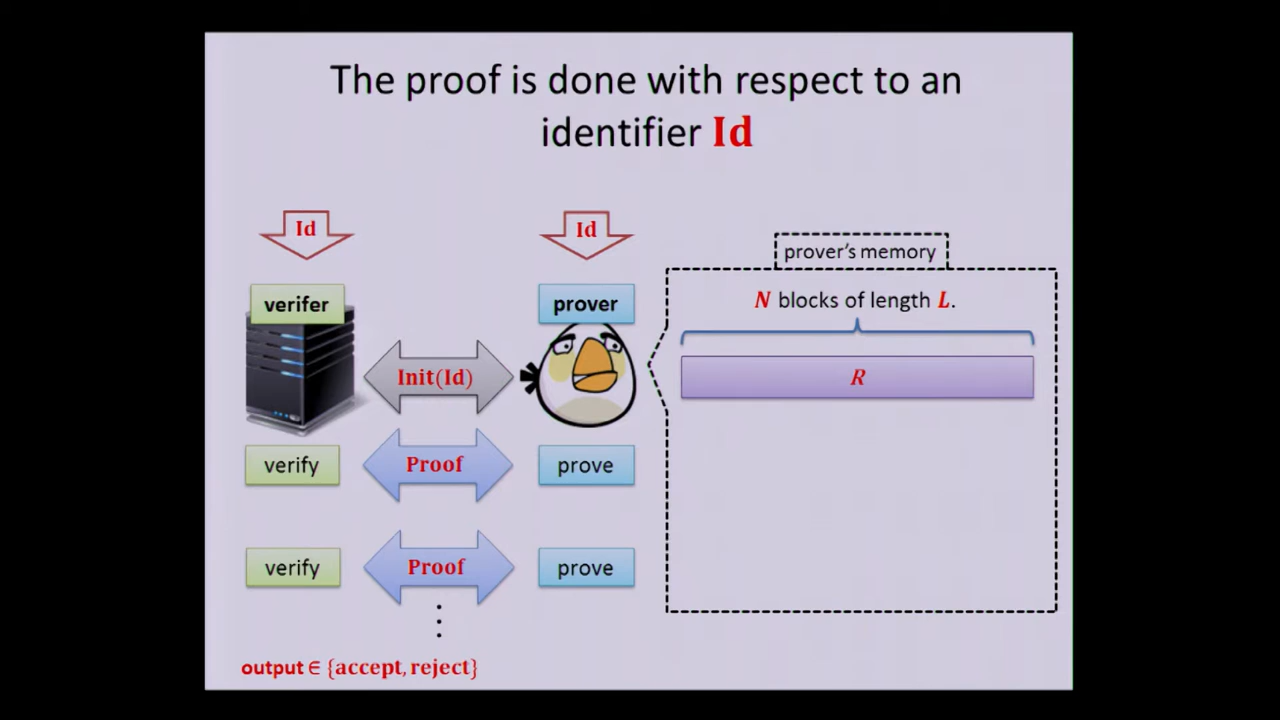 The proof is done with respect to an
identifier Id
Id
Id
prover's memory
verifer
prover
N blocks of length L.
Init(Id)
R
verify
Proof
prove
verify
Proof
prove
⋮
output ∈ {accept, reject}